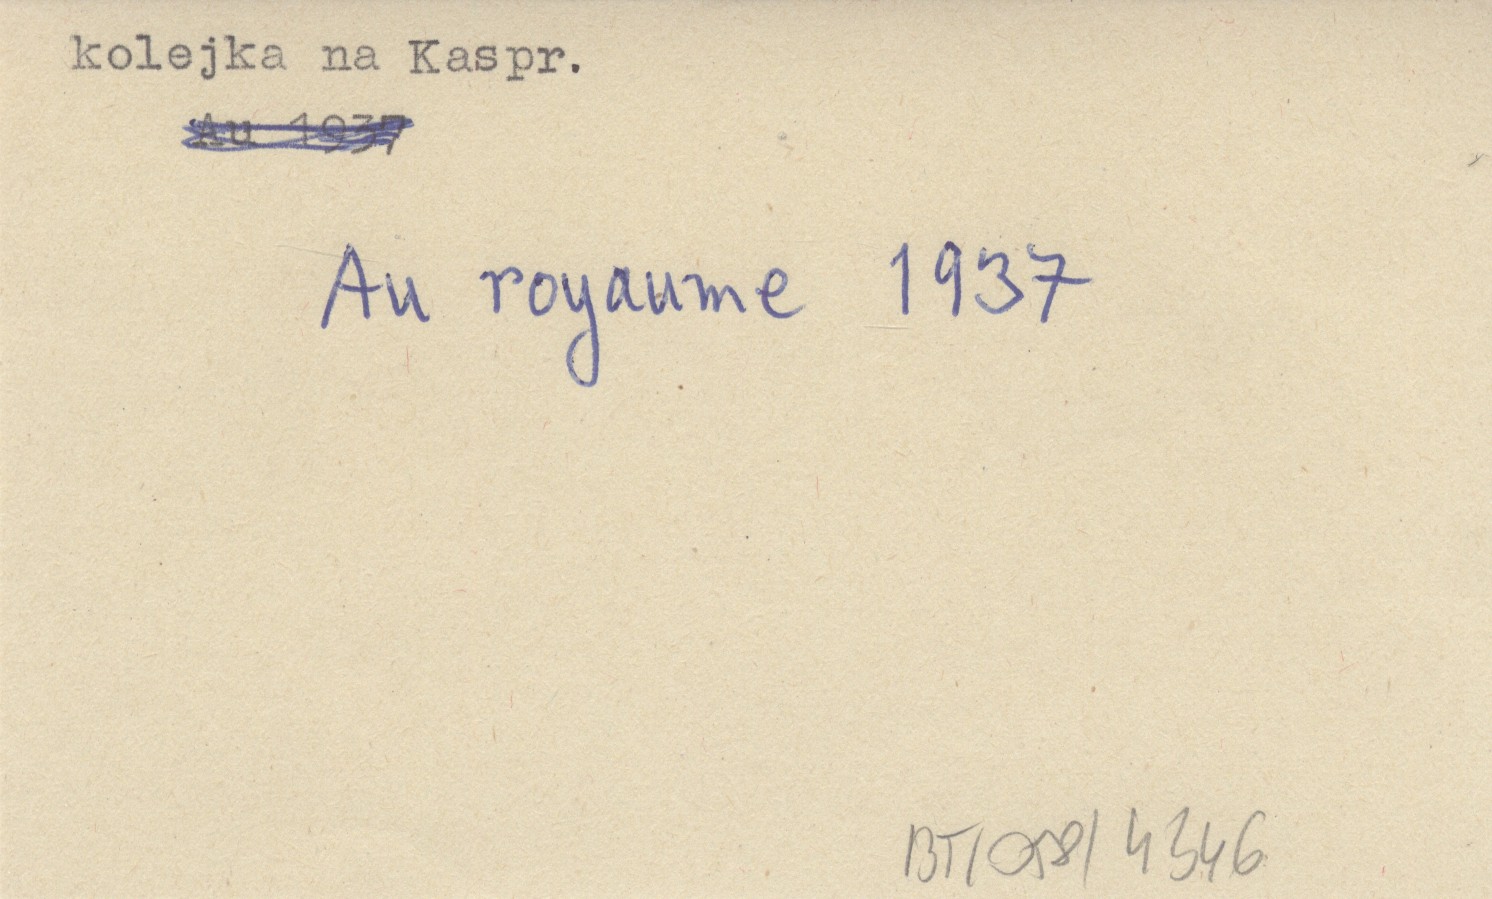 kolejka na Kaspr.
Au 1937
Au royaume 1937
BT/058/4346